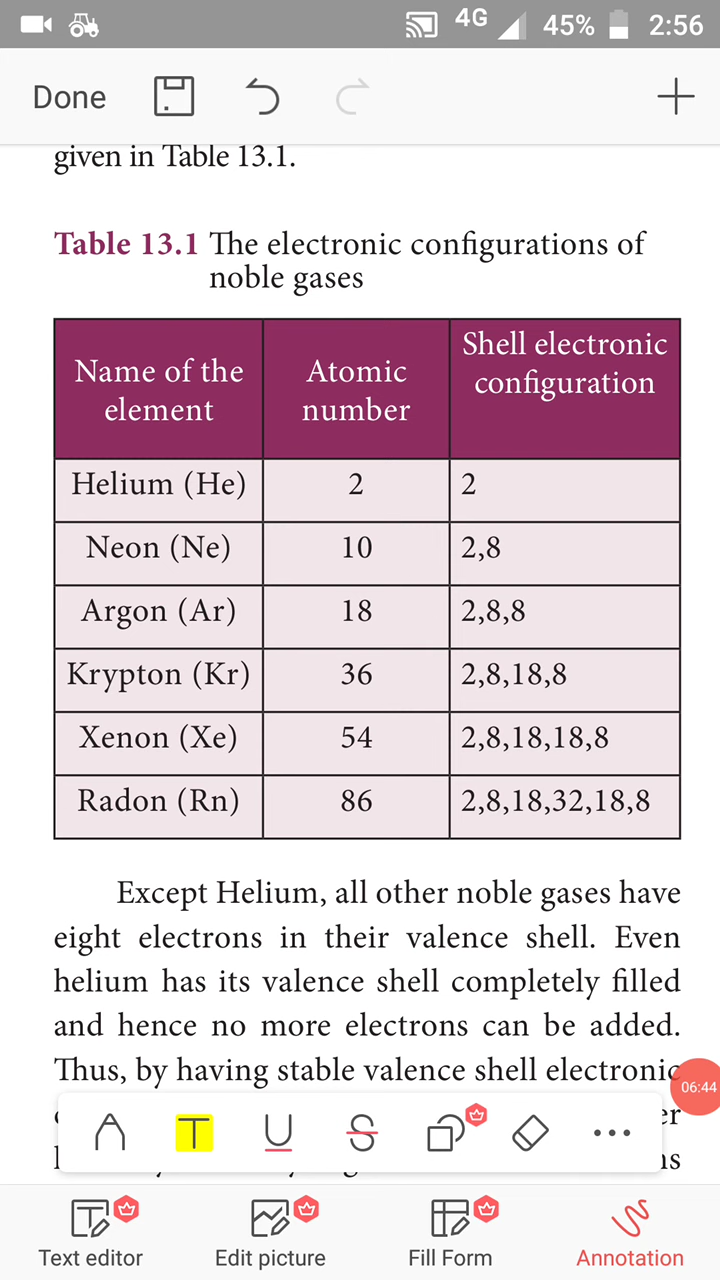 4G 45% 2:56
Done
given in Table 13.1.
Table 13.1 The electronic configurations of
noble gases
Name of the element Atomic number Shell electronic configuration
Helium (He) 2 2
Neon (Ne) 10 2,8
Argon (Ar) 18 2,8,8
Krypton (Kr) 36 2,8,18,8
Xenon (Xe) 54 2,8,18,18,8
Radon (Rn) 86 2,8,18,32,18,8
Except Helium, all other noble gases have
eight electrons in their valence shell. Even
helium has its valence shell completely filled
and hence no more electrons can be added.
Thus, by having stable valence shell electronic
06:44
T U S
Text editor Edit picture Fill Form Annotation